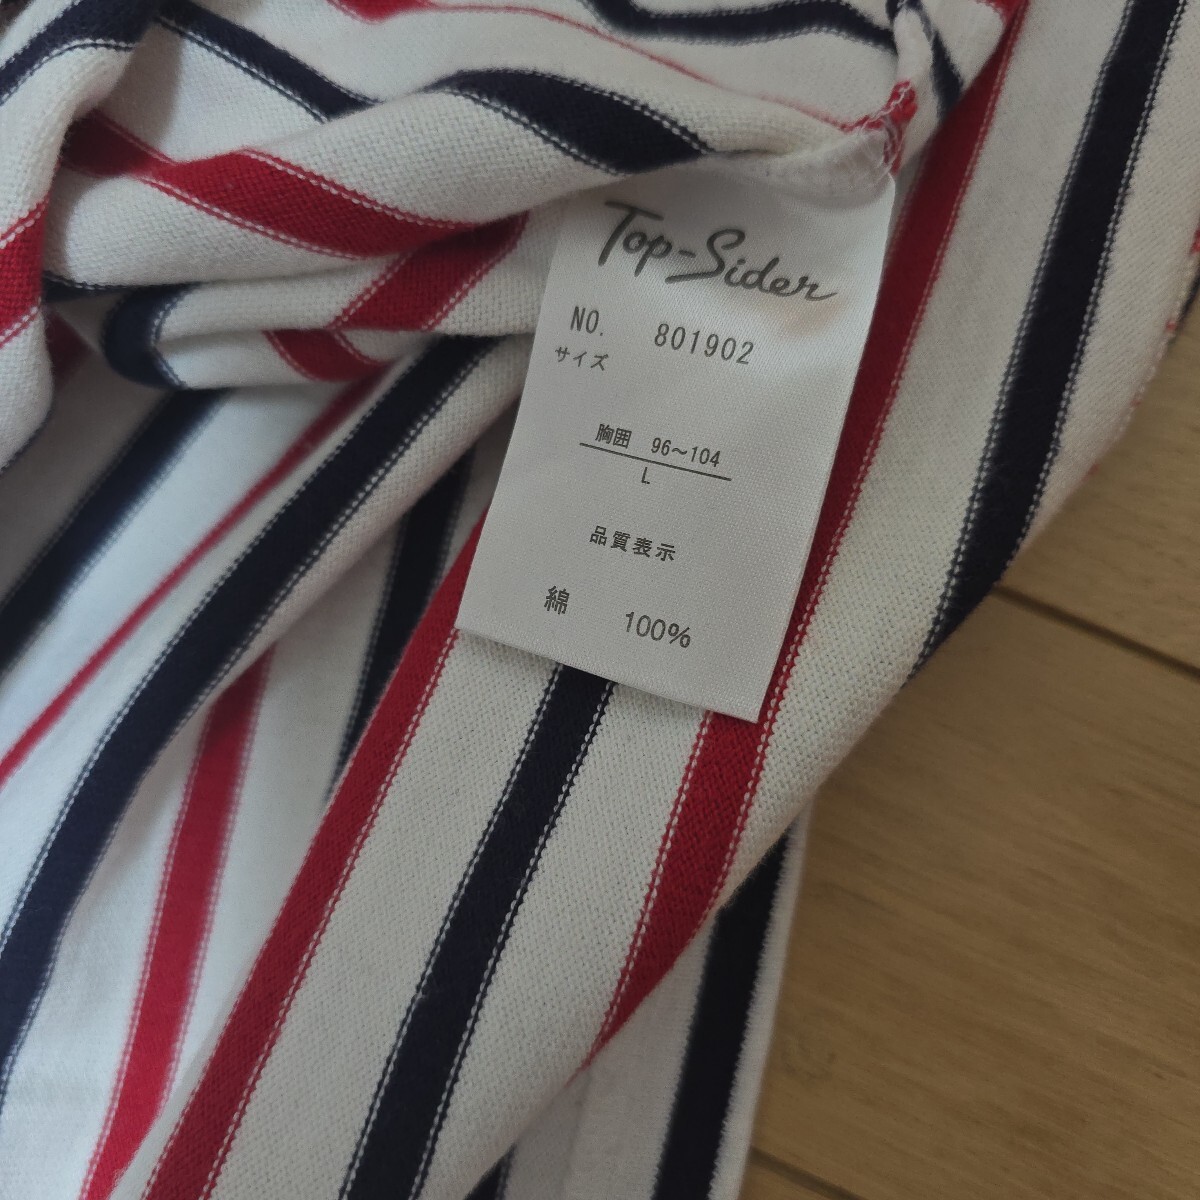 Top-Sider
NO. 801902
サイズ
胸囲 96〜104
L
品質表示
綿 100%